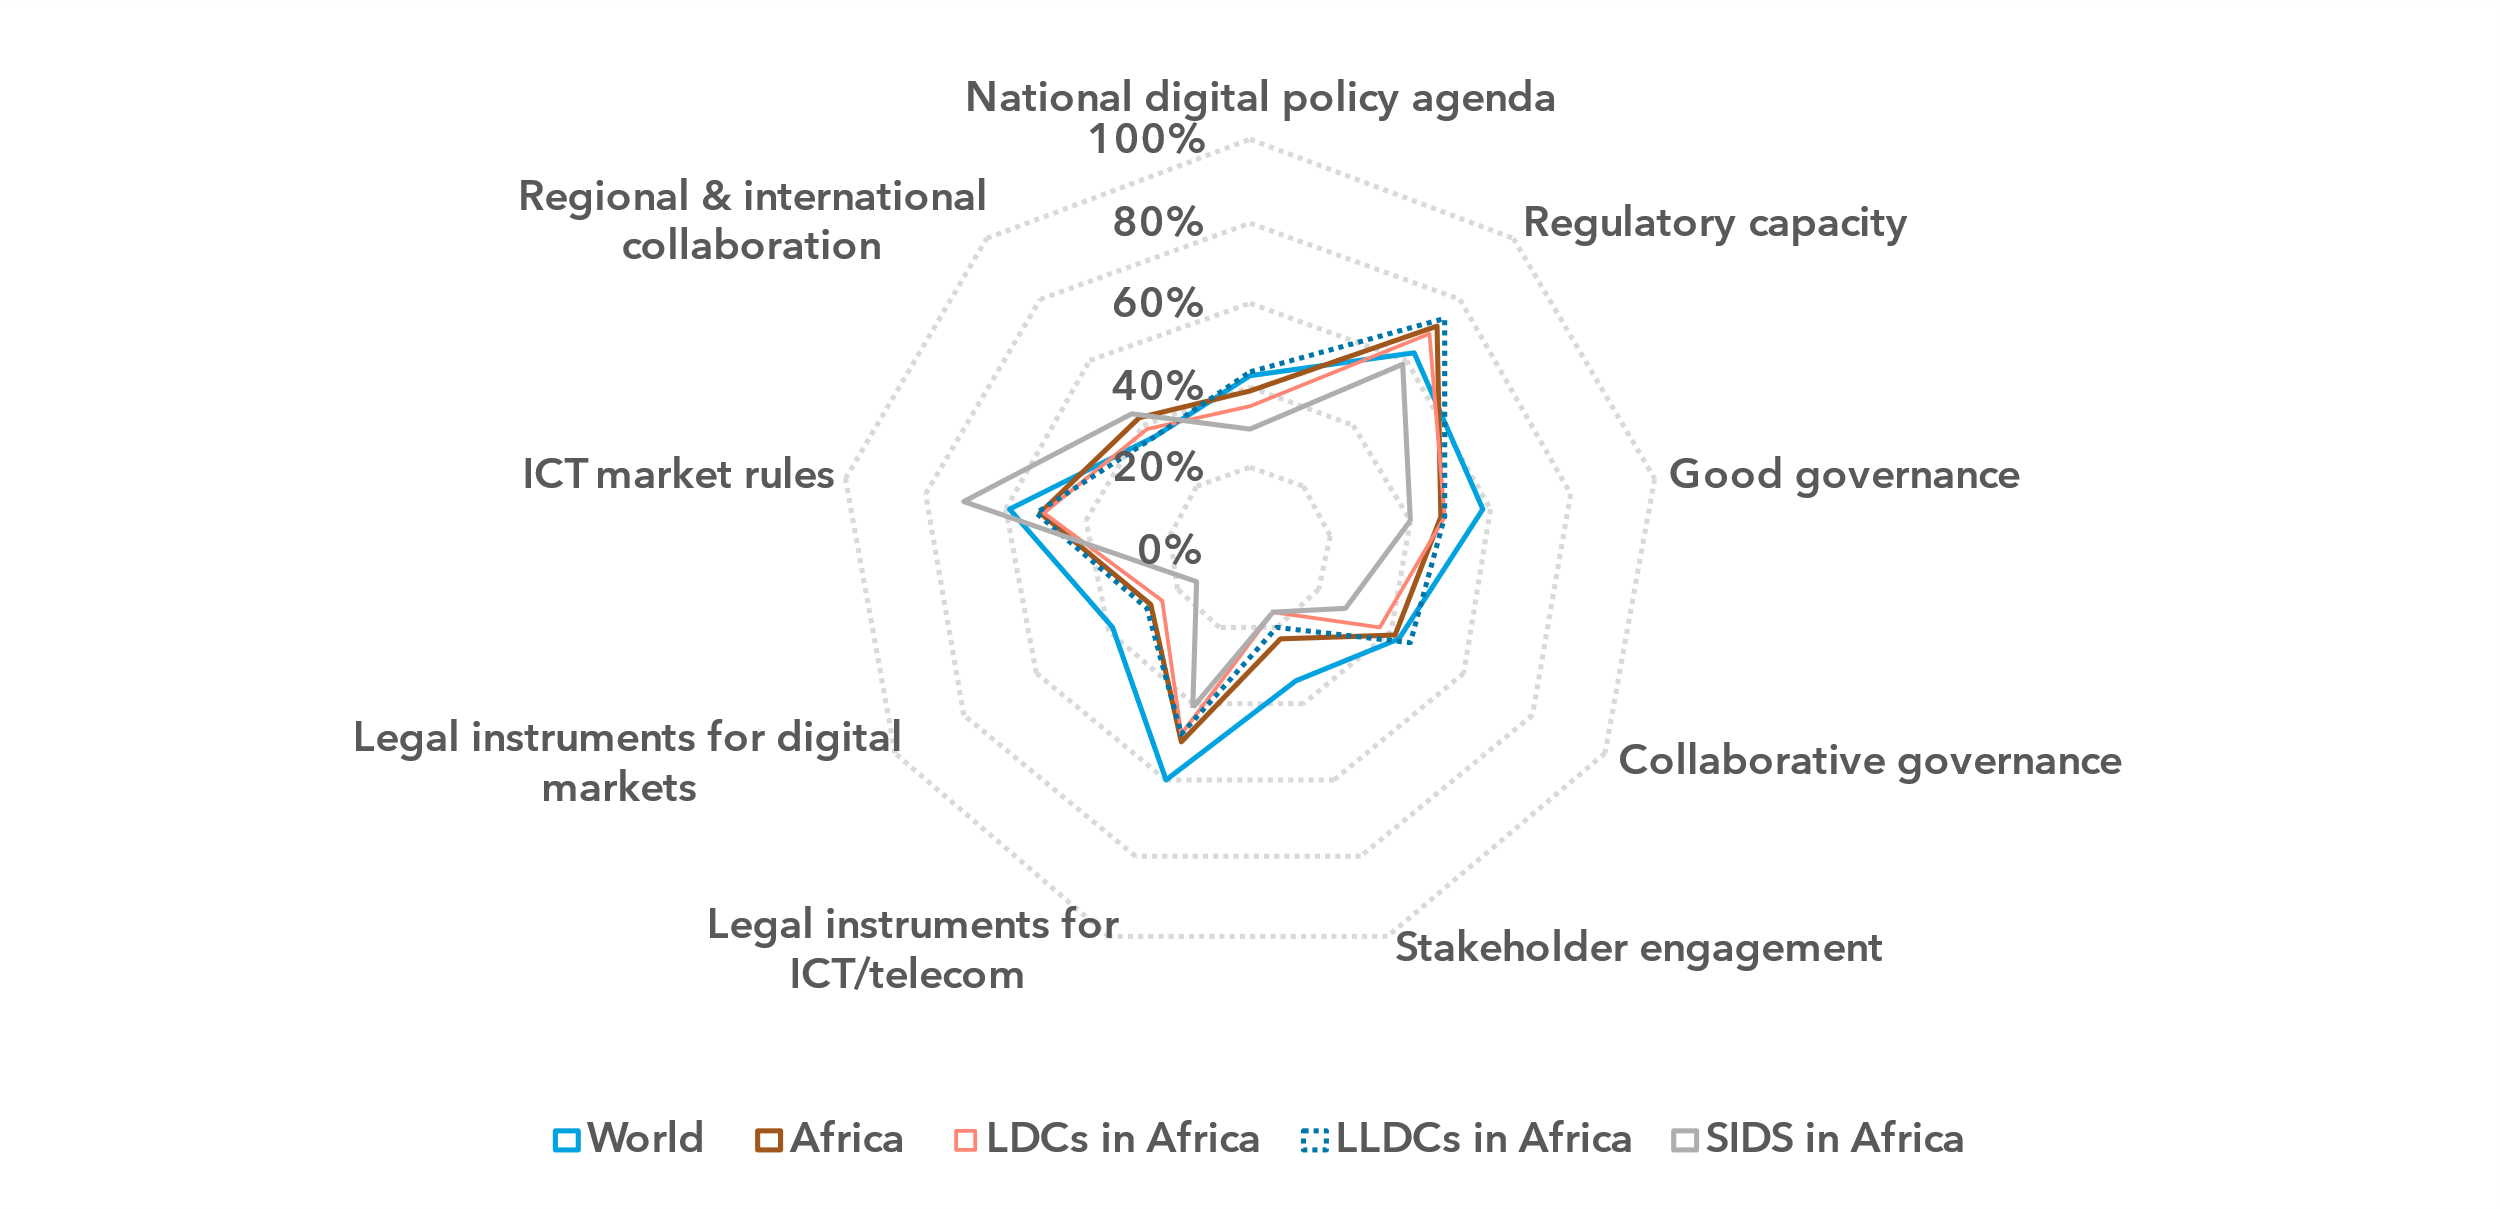 National digital policy agenda
100%
Regional & international
collaboration
80%
Regulatory capacity
60%
40%
ICT market rules
20%
Good governance
0%
Legal instruments for digital
markets
Collaborative governance
Legal instruments for
ICT/telecom
Stakeholder engagement
World
Africa
LDCs in Africa
LLDCs in Africa
SIDS in Africa